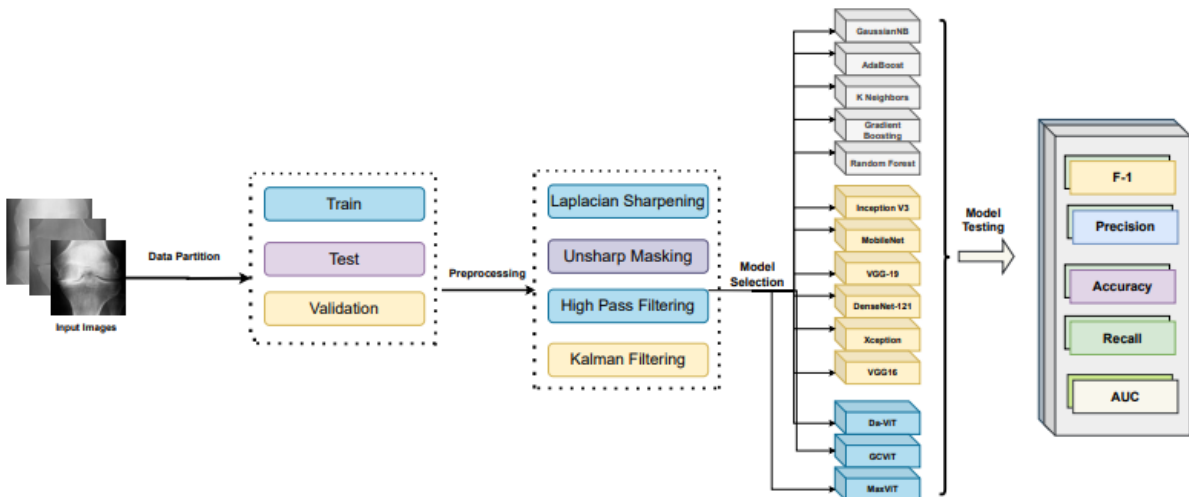 Input Images
Data Partition
Train
Test
Validation
Preprocessing
Laplacian Sharpening
Unsharp Masking
High Pass Filtering
Kalman Filtering
Model
Selection
GaussianNB
AdaBoost
K Neighbors
Gradient
Boosting
Random Forest
Inception V3
MobileNet
VGG-19
DenseNet-121
Xception
VGG16
Da-ViT
GCViT
MaxViT
Model
Testing
F-1
Precision
Accuracy
Recall
AUC